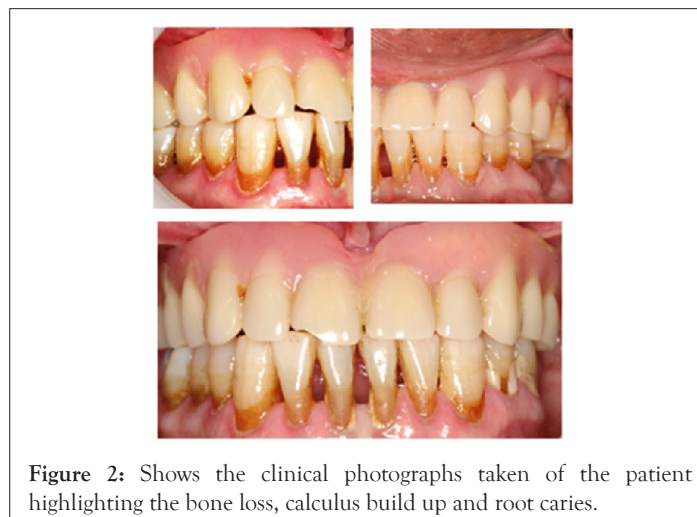 Figure 2: Shows the clinical photographs taken of the patient
highlighting the bone loss, calculus build up and root caries.